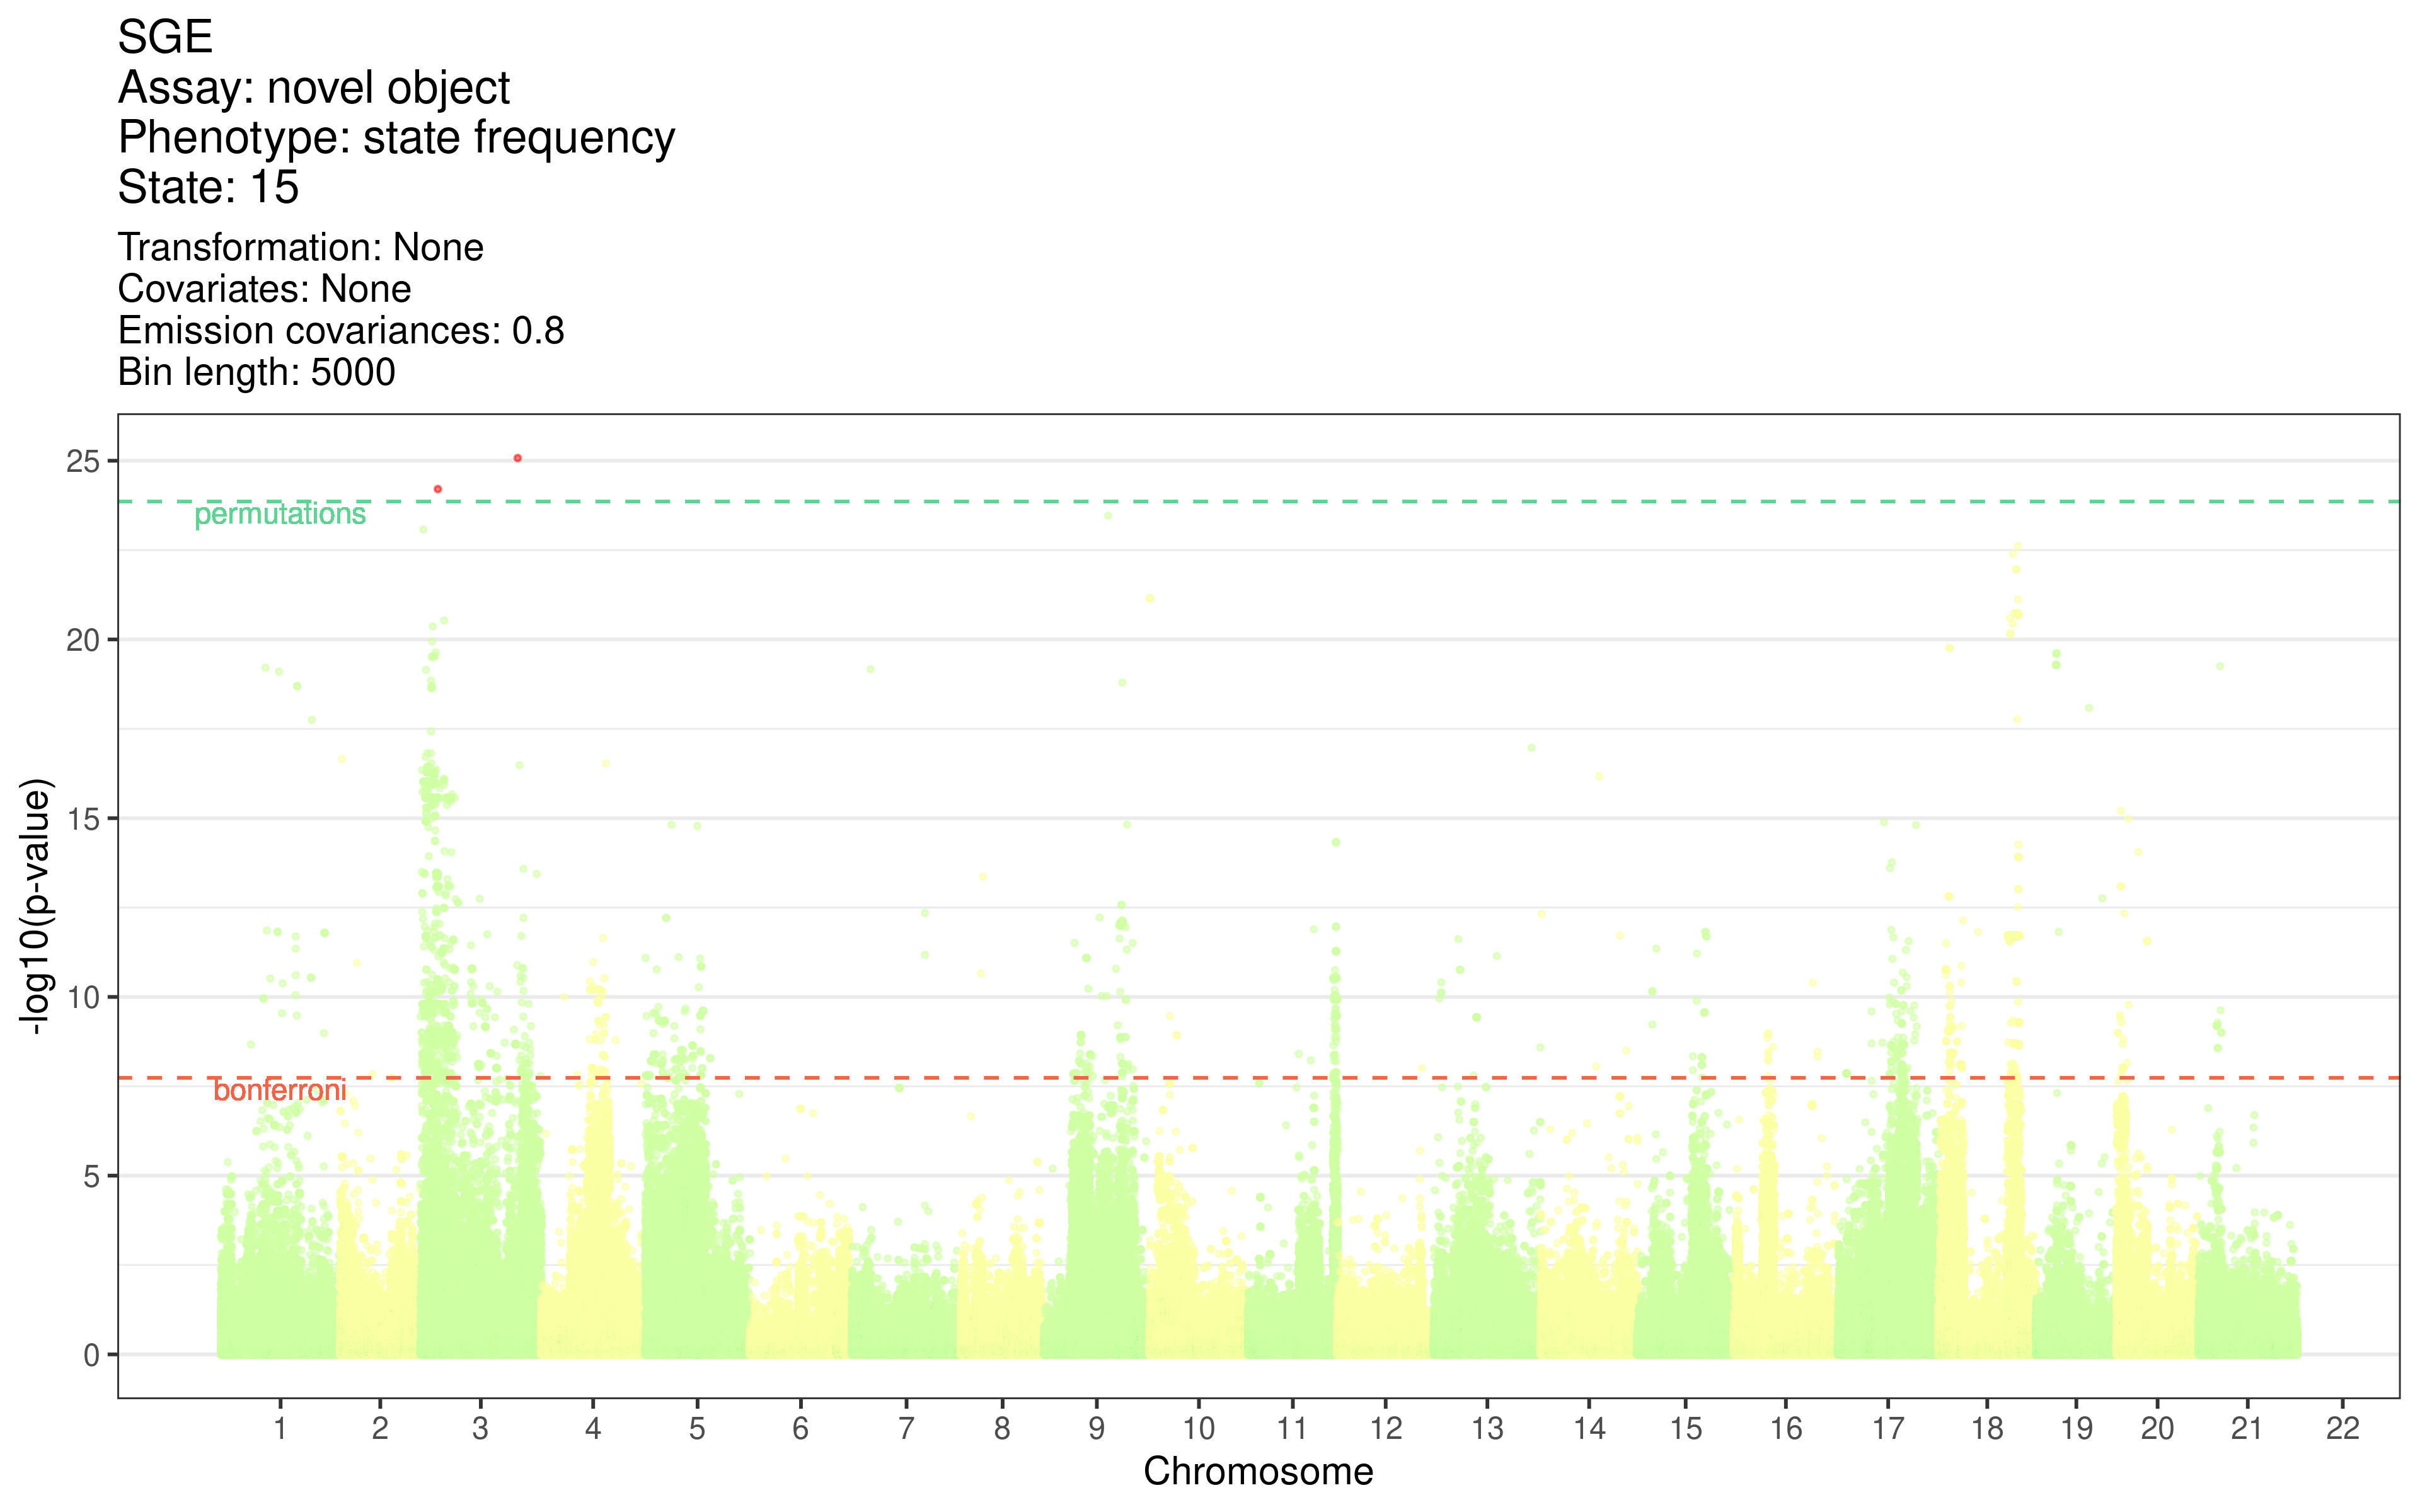 SGE
Assay: novel object
Phenotype: state frequency
State: 15
Transformation: None
Covariates: None
Emission covariances: 0.8
Bin length: 5000
25
permutations
20
15
10
bonferroni
5
0
-log10(p-value)
1 2 3 4 5 6 7 8 9 10 11 12 13 14 15 16 17 18 19 20 21 22
Chromosome